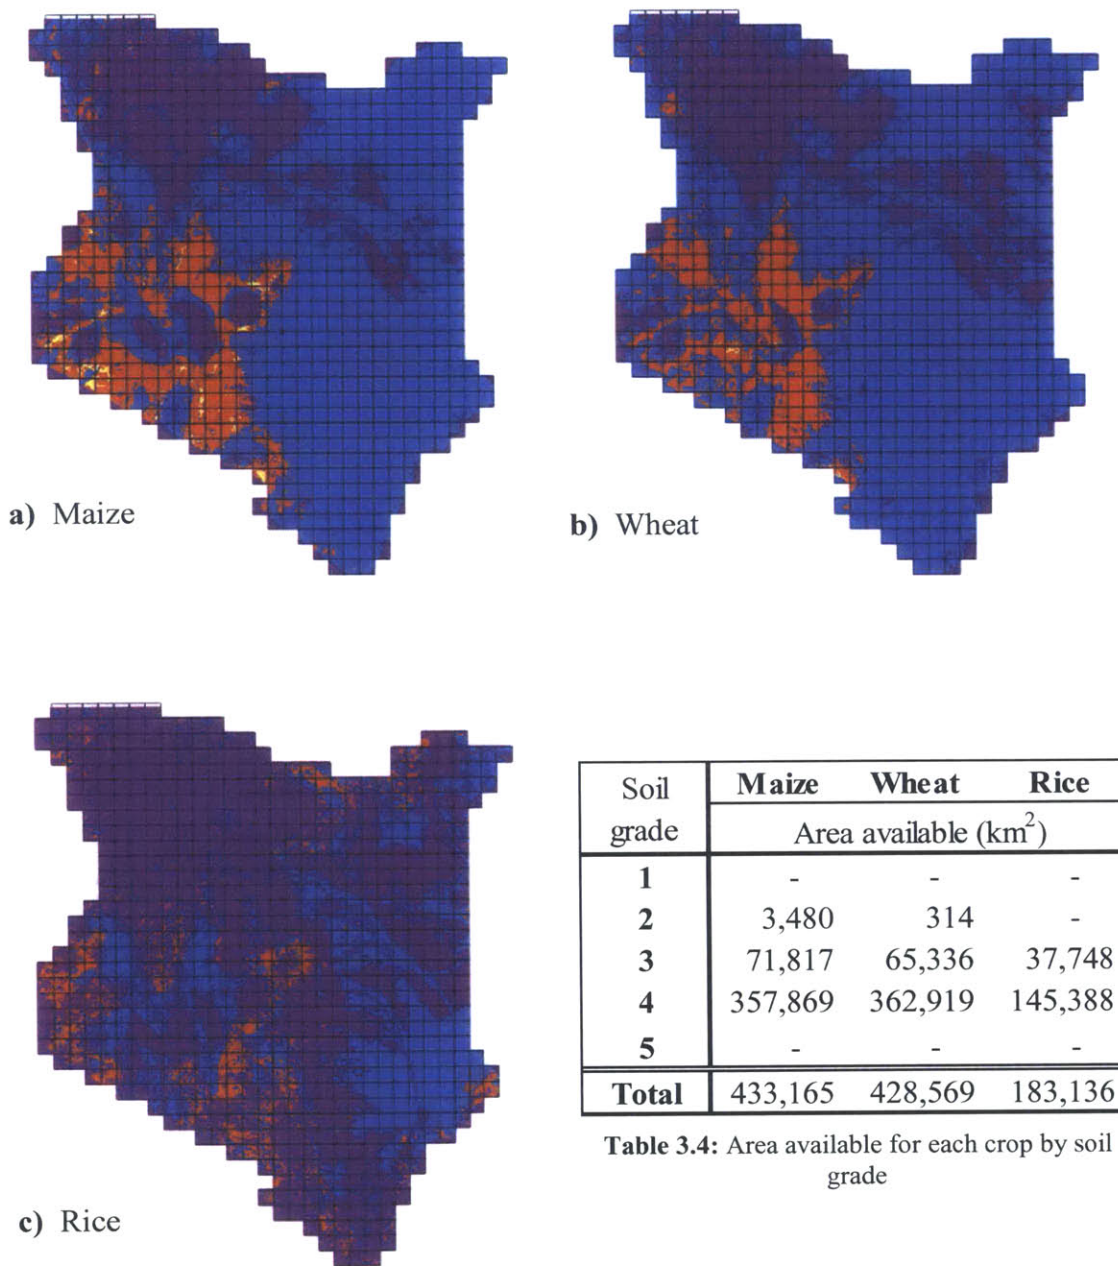 a) Maize
b) Wheat
c) Rice
Soil grade Maize Wheat Rice
Area available (km²)
1 - - -
2 3,480 314 -
3 71,817 65,336 37,748
4 357,869 362,919 145,388
5 - - -
Total 433,165 428,569 183,136
Table 3.4: Area available for each crop by soil
grade